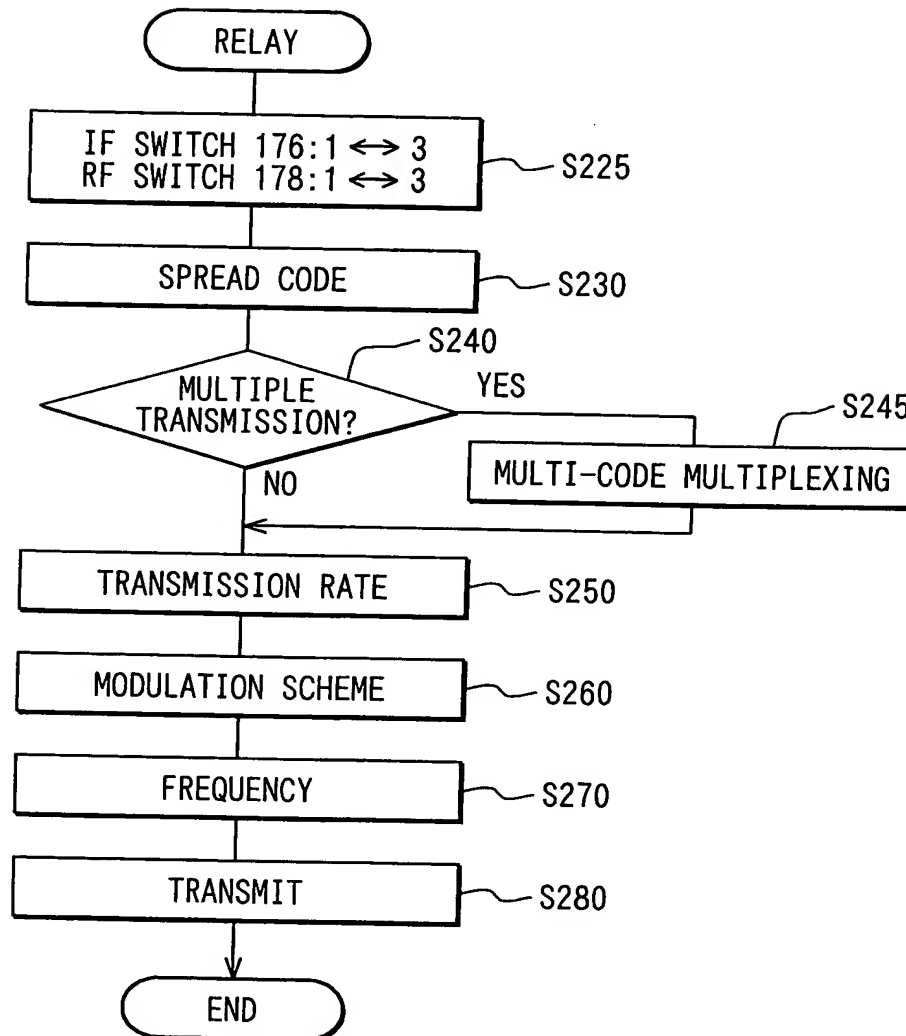 RELAY
IF SWITCH 176:1 ↔ 3
RF SWITCH 178:1 ↔ 3
S225
SPREAD CODE
S230
S240
MULTIPLE
TRANSMISSION?
YES
S245
MULTI-CODE MULTIPLEXING
NO
TRANSMISSION RATE
S250
MODULATION SCHEME
S260
FREQUENCY
S270
TRANSMIT
S280
END